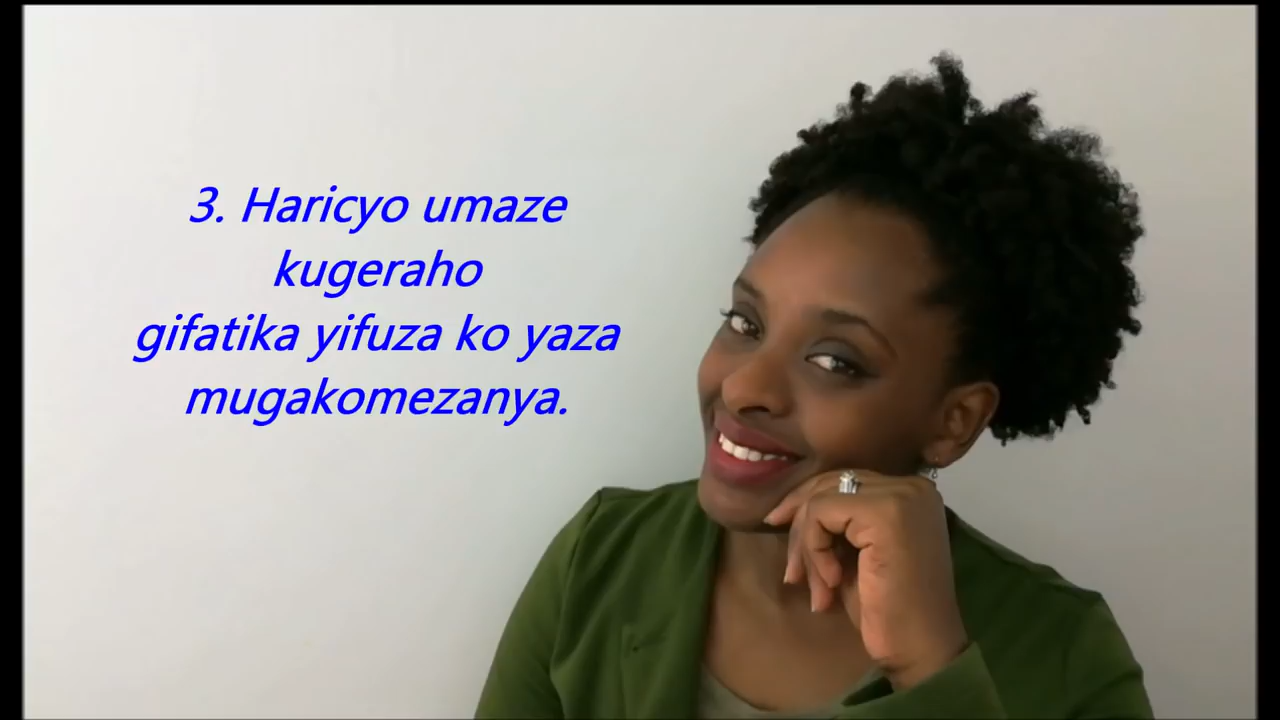 3. Haricyo umaze
kugeraho
gifatika yifuza ko yaza
mugakomezanya.